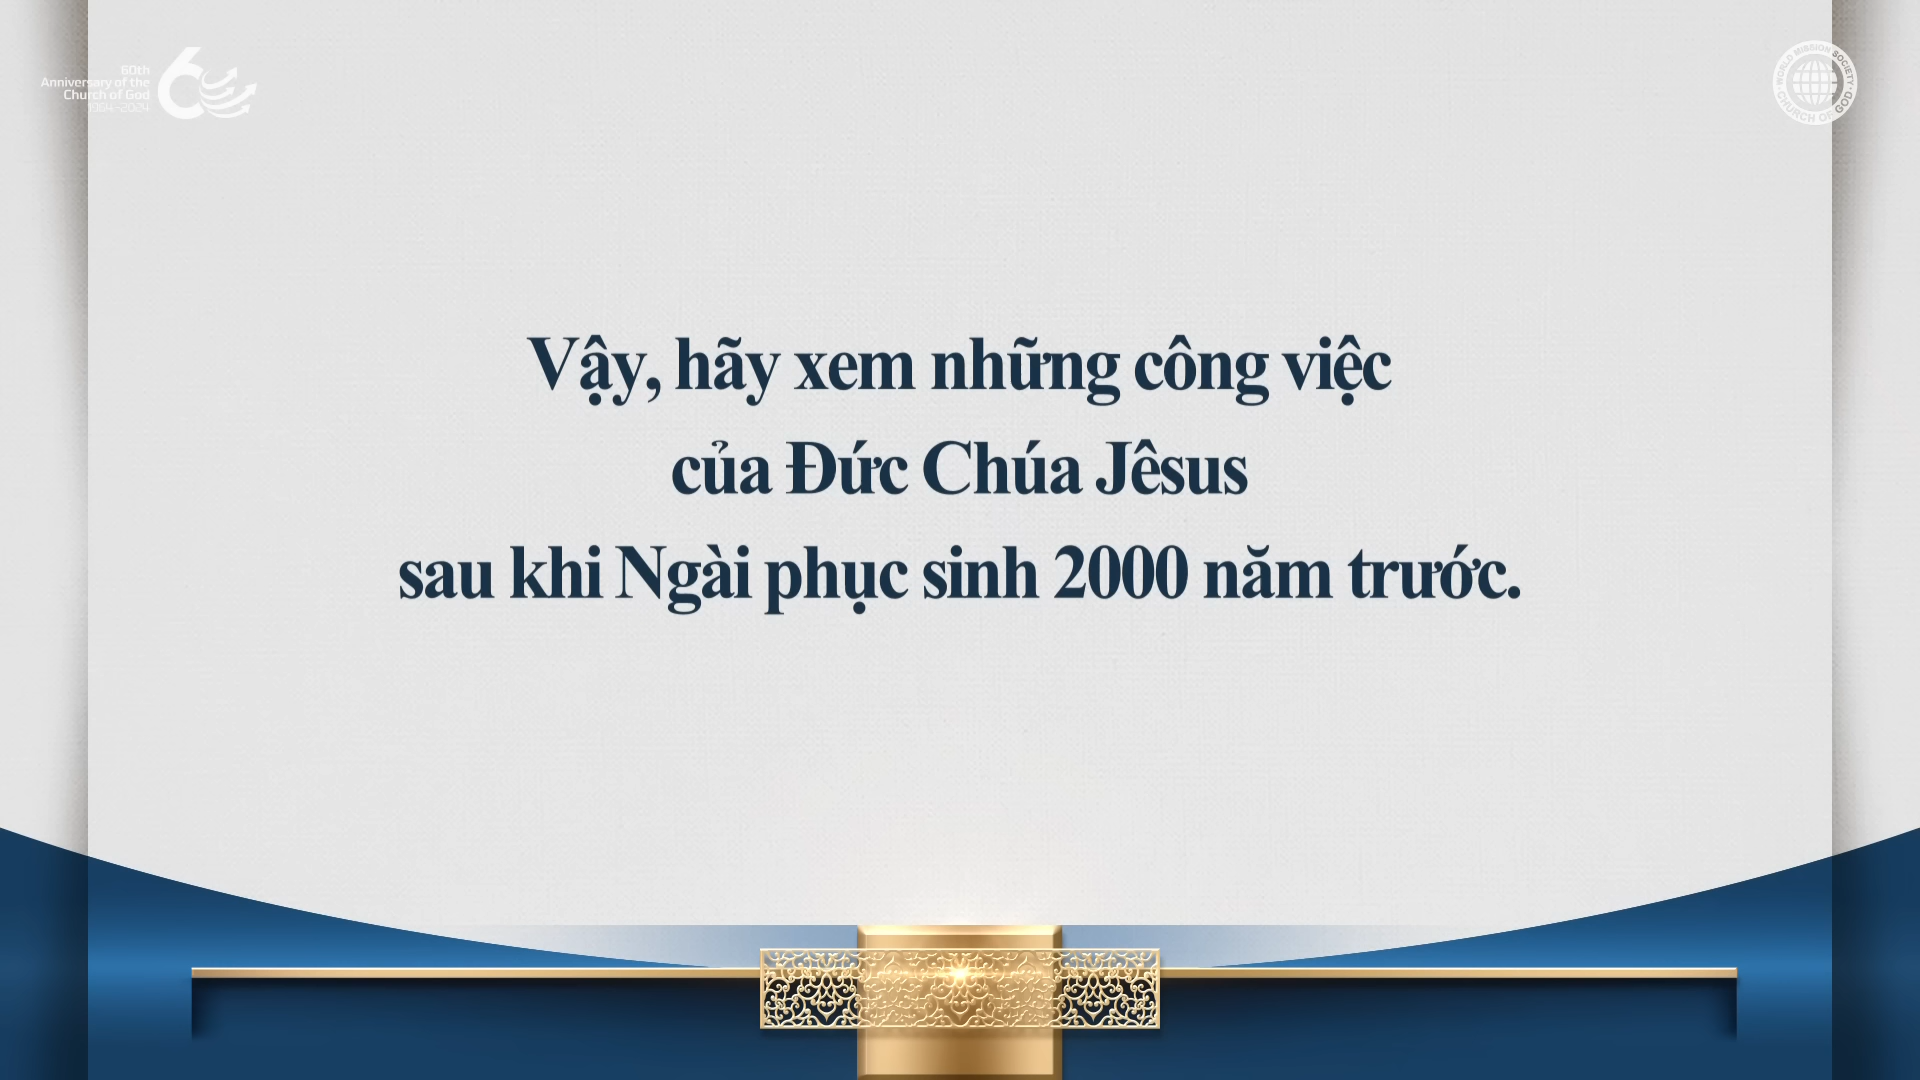 60th
Anniversary of the
Church of God
1964-2024
WORLD MISSION SOCIETY
CHURCH OF GOD
Vậy, hãy xem những công việc
của Đức Chúa Jêsus
sau khi Ngài phục sinh 2000 năm trước.